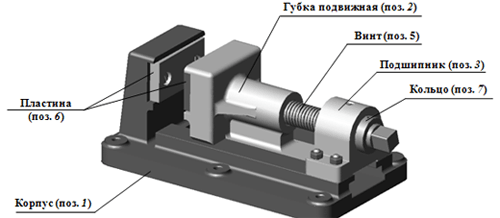 Губка подвижная (поз. 2)
Винт (поз. 5)
Подшипник (поз. 3)
Кольцо (поз. 7)
Пластина
(поз. 6)
Корпус (поз. 1)